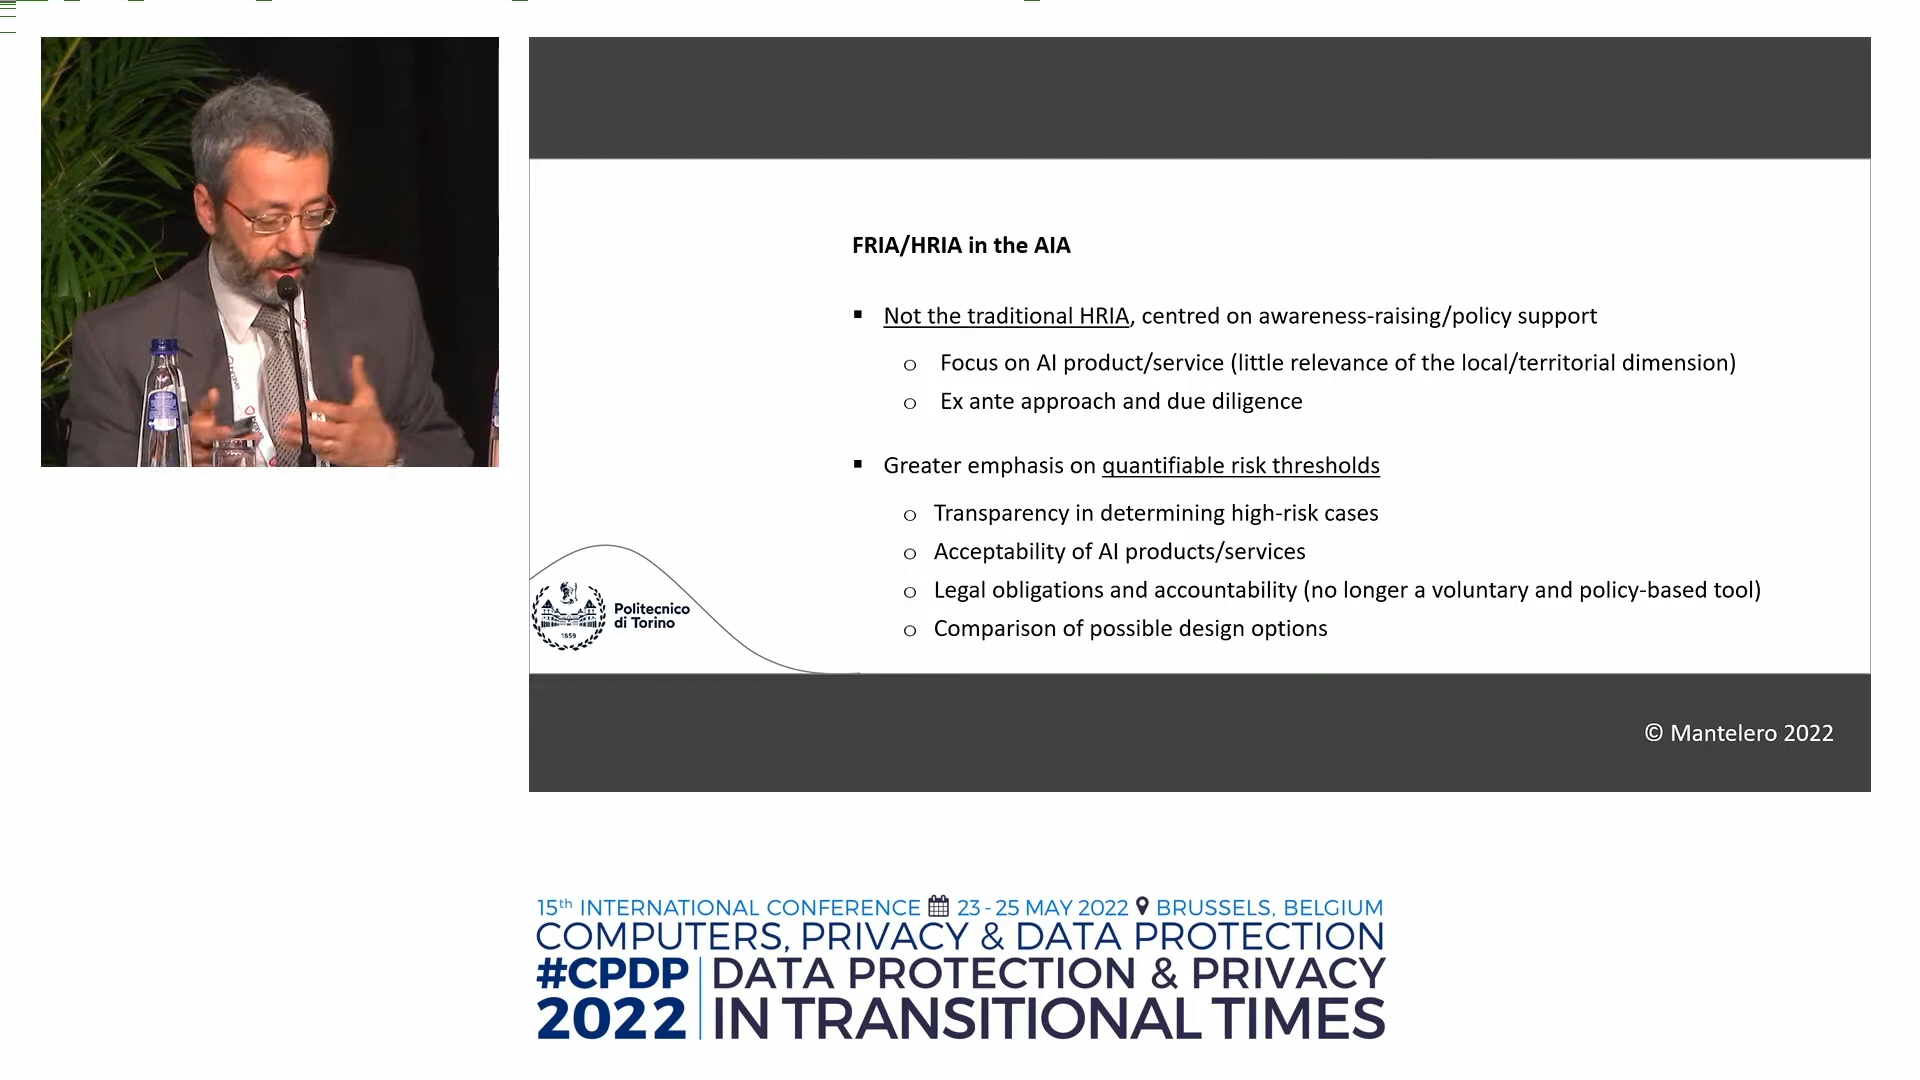 FRIA/HRIA in the AIA
▪ Not the traditional HRIA, centred on awareness-raising/policy support
o Focus on AI product/service (little relevance of the local/territorial dimension)
o Ex ante approach and due diligence
▪ Greater emphasis on quantifiable risk thresholds
o Transparency in determining high-risk cases
o Acceptability of AI products/services
o Legal obligations and accountability (no longer a voluntary and policy-based tool)
o Comparison of possible design options
Politecnico
di Torino
1859
© Mantelero 2022
15th INTERNATIONAL CONFERENCE 23-25 MAY 2022 BRUSSELS, BELGIUM
COMPUTERS, PRIVACY & DATA PROTECTION
#CPDP DATA PROTECTION & PRIVACY
2022 IN TRANSITIONAL TIMES